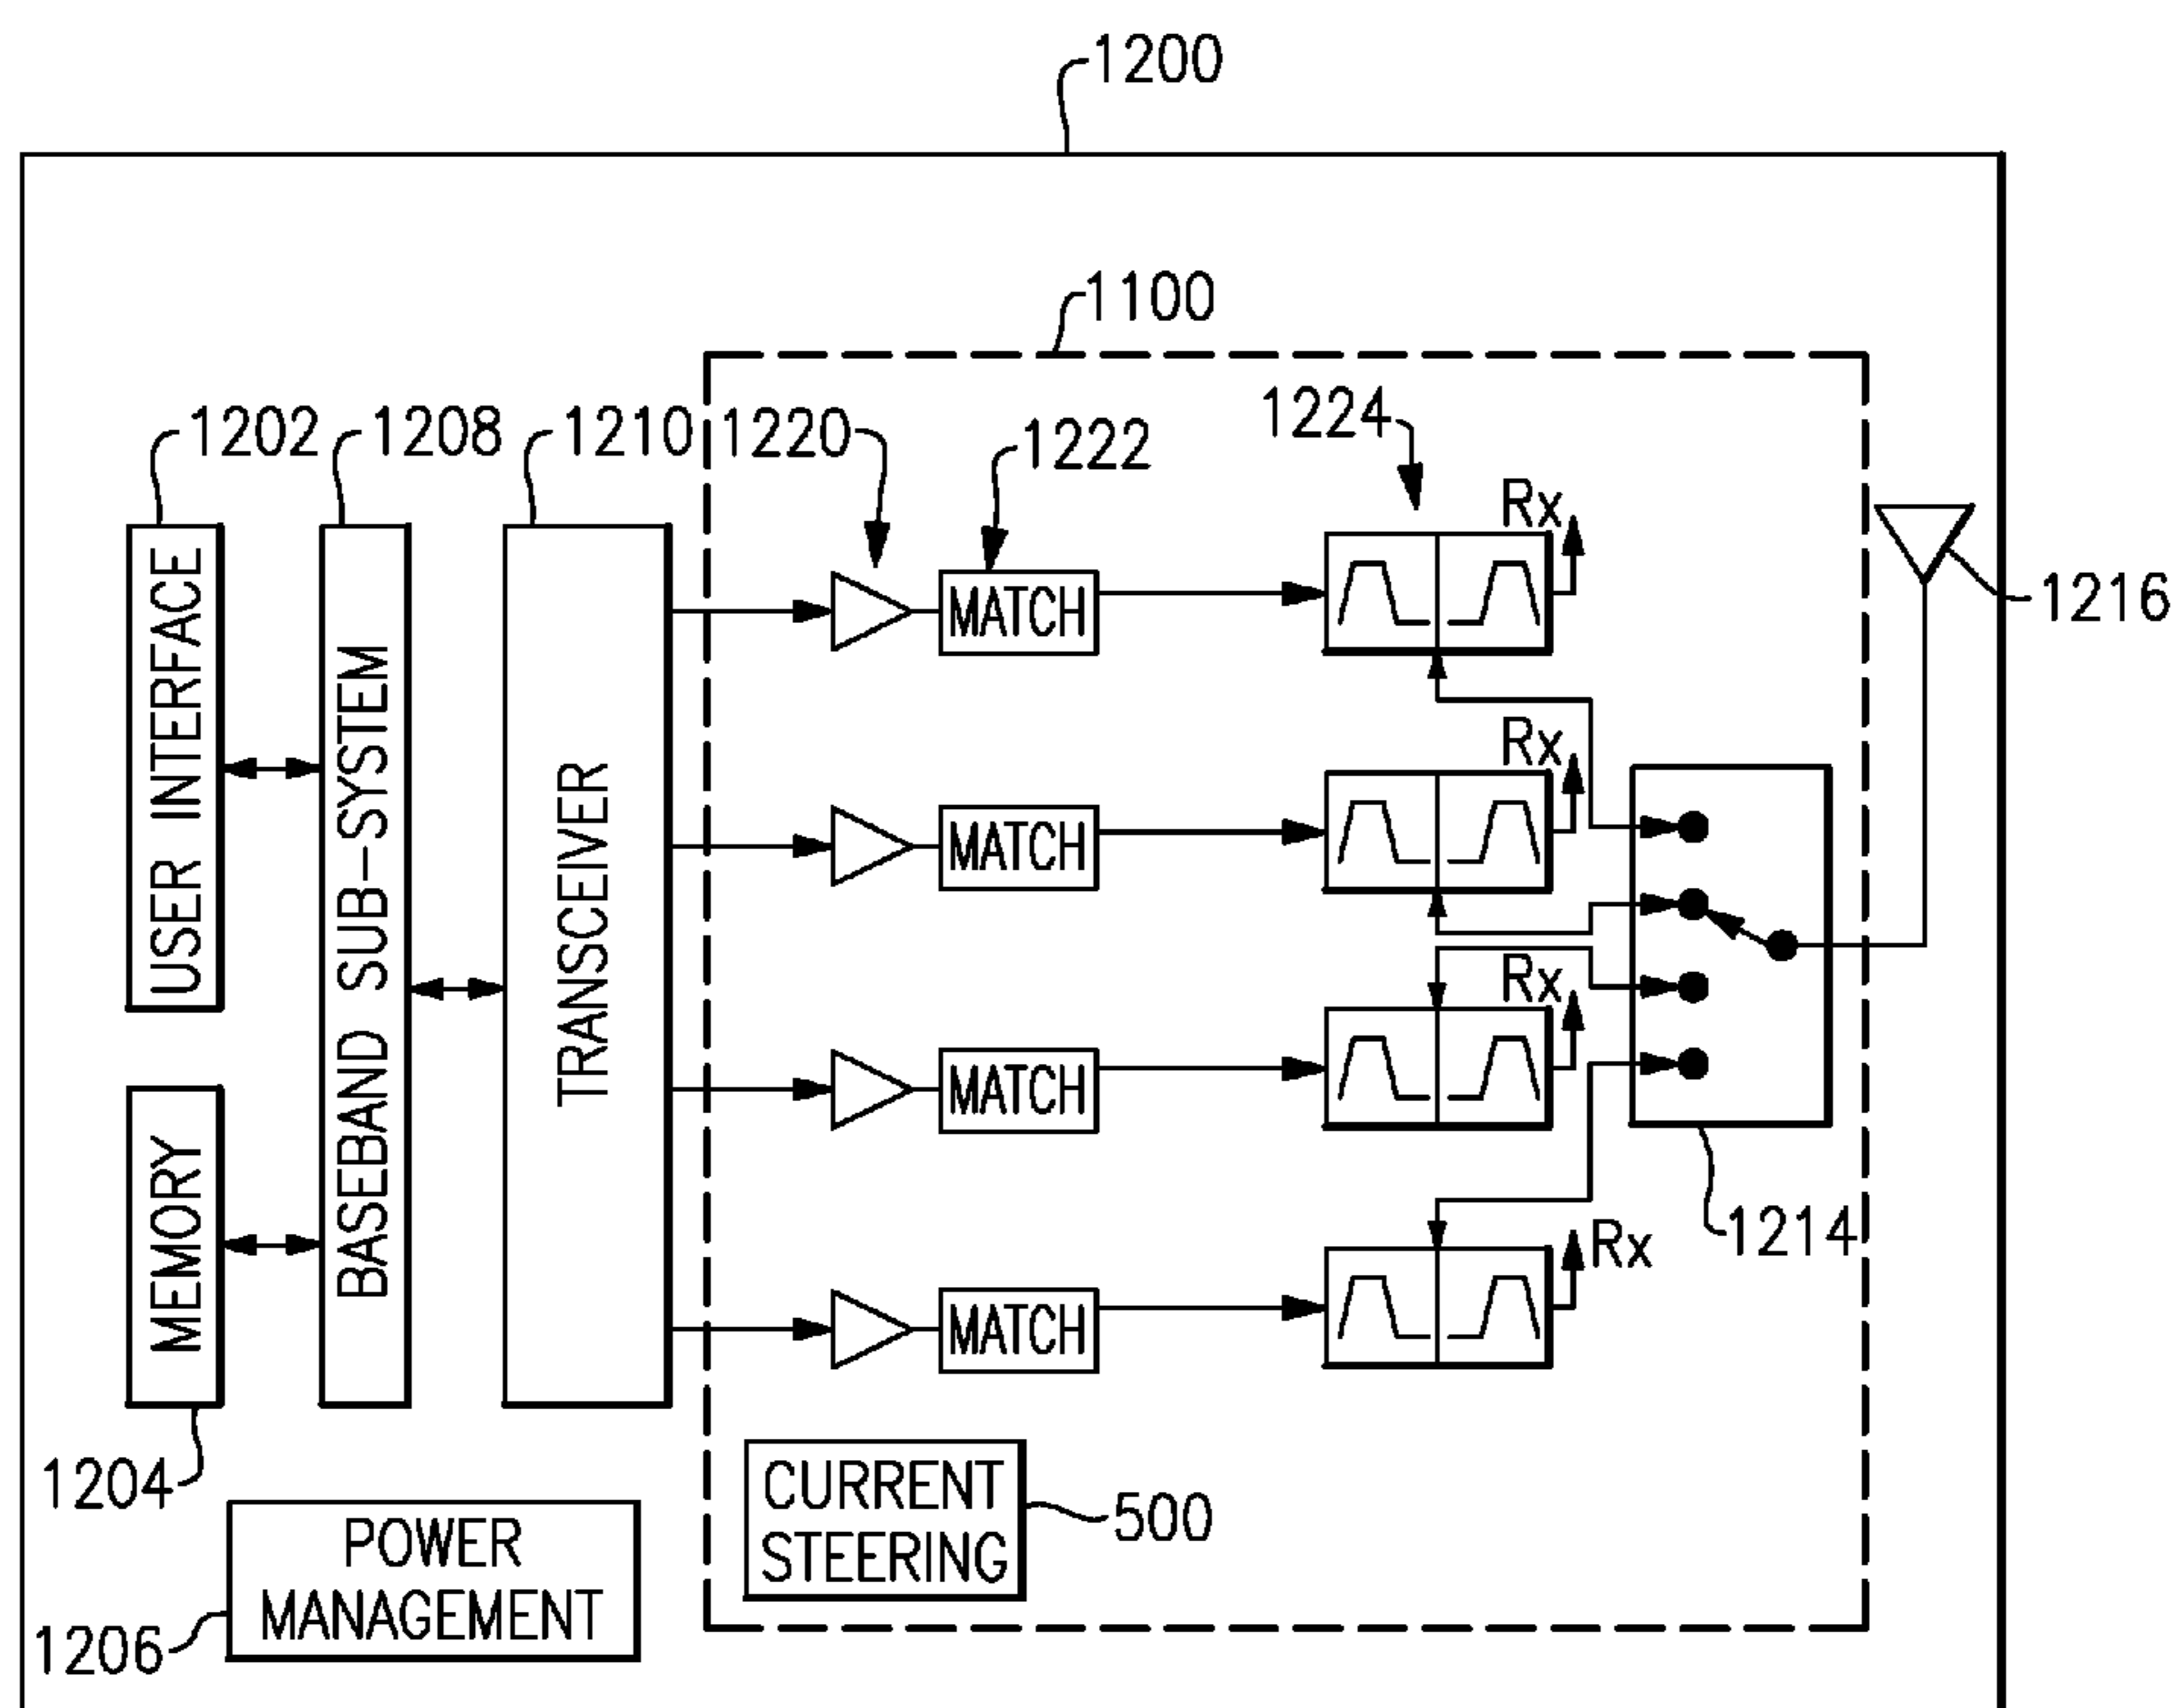 1200
1100
1202
1208
1210
1220
1222
1224
Rx
USER INTERFACE
BASEBAND SUB-SYSTEM
TRANSCEIVER
MATCH
1216
Rx
MATCH
Rx
MATCH
MEMORY
1214
Rx
MATCH
1204
CURRENT
STEERING
500
POWER
MANAGEMENT
1206